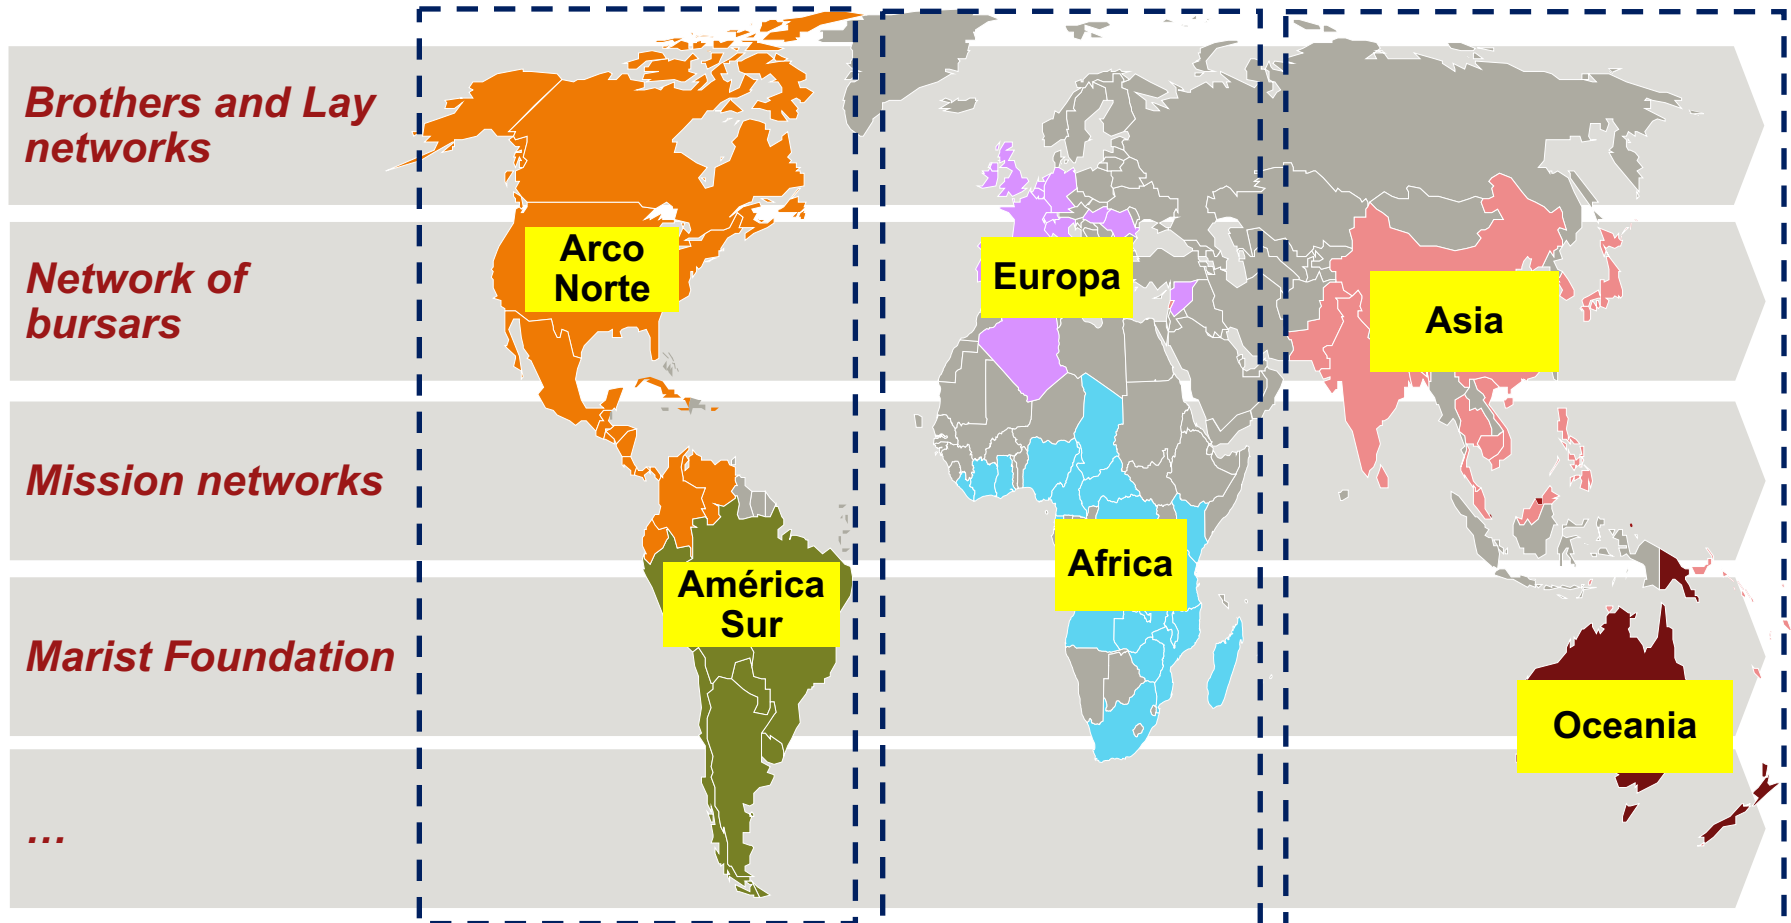 Brothers and Lay
networks
Network of
bursars
Mission networks
Marist Foundation
...
Arco
Norte
América
Sur
Europa
Africa
Asia
Oceania